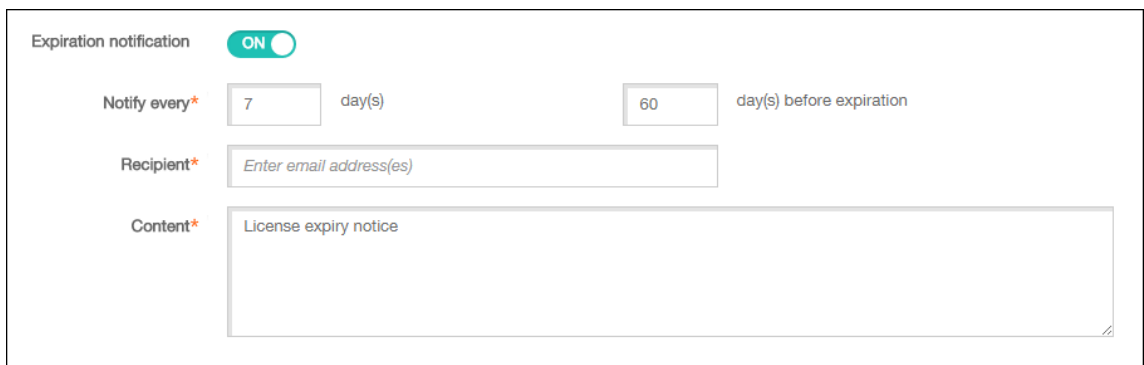 Expiration notification ON
Notify every* 7 day(s) 60 day(s) before expiration
Recipient* Enter email address(es)
Content* License expiry notice